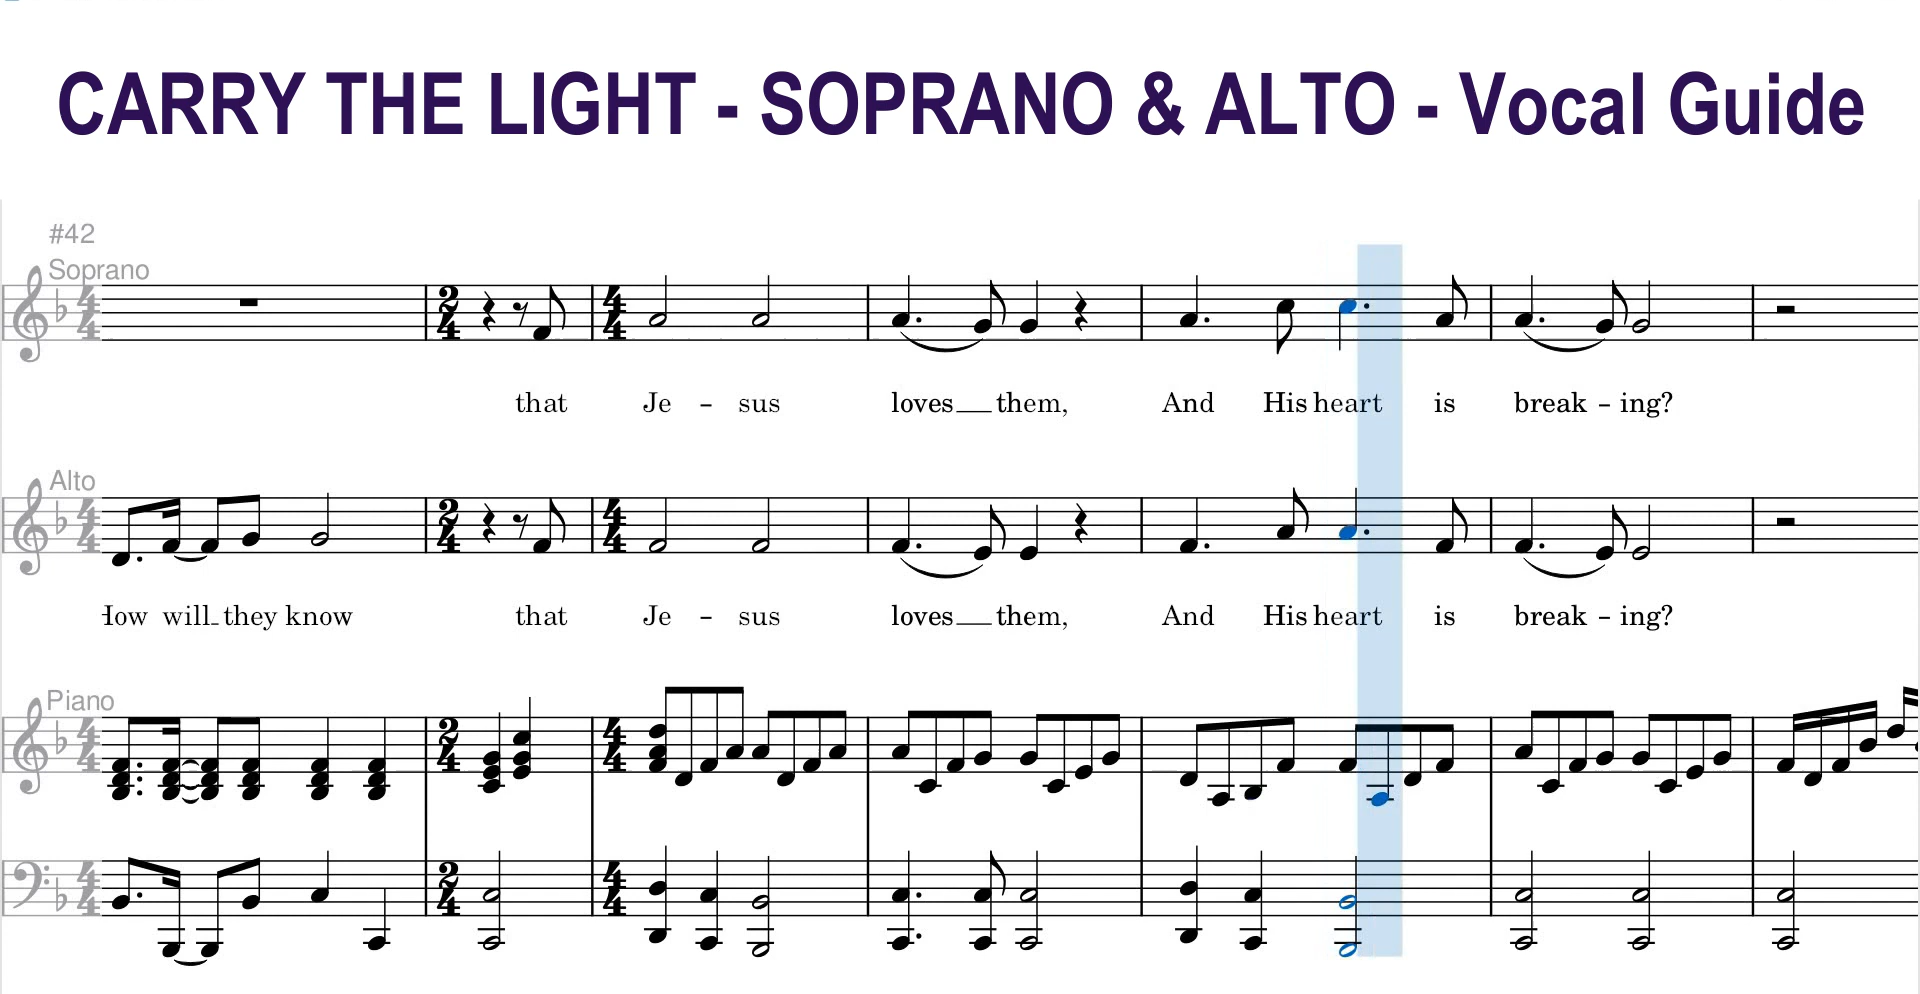 CARRY THE LIGHT - SOPRANO & ALTO - Vocal Guide
#42
Soprano
that Je - sus loves them, And His heart is break - ing?
Alto
How will they know that Je - sus loves them, And His heart is break - ing?
Piano